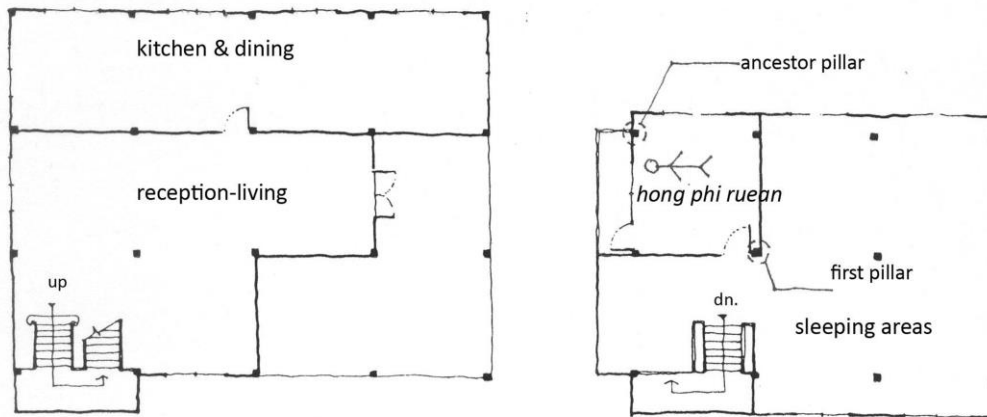 kitchen & dining
reception-living
up
ancestor pillar
hong phi ruean
first pillar
dn.
sleeping areas